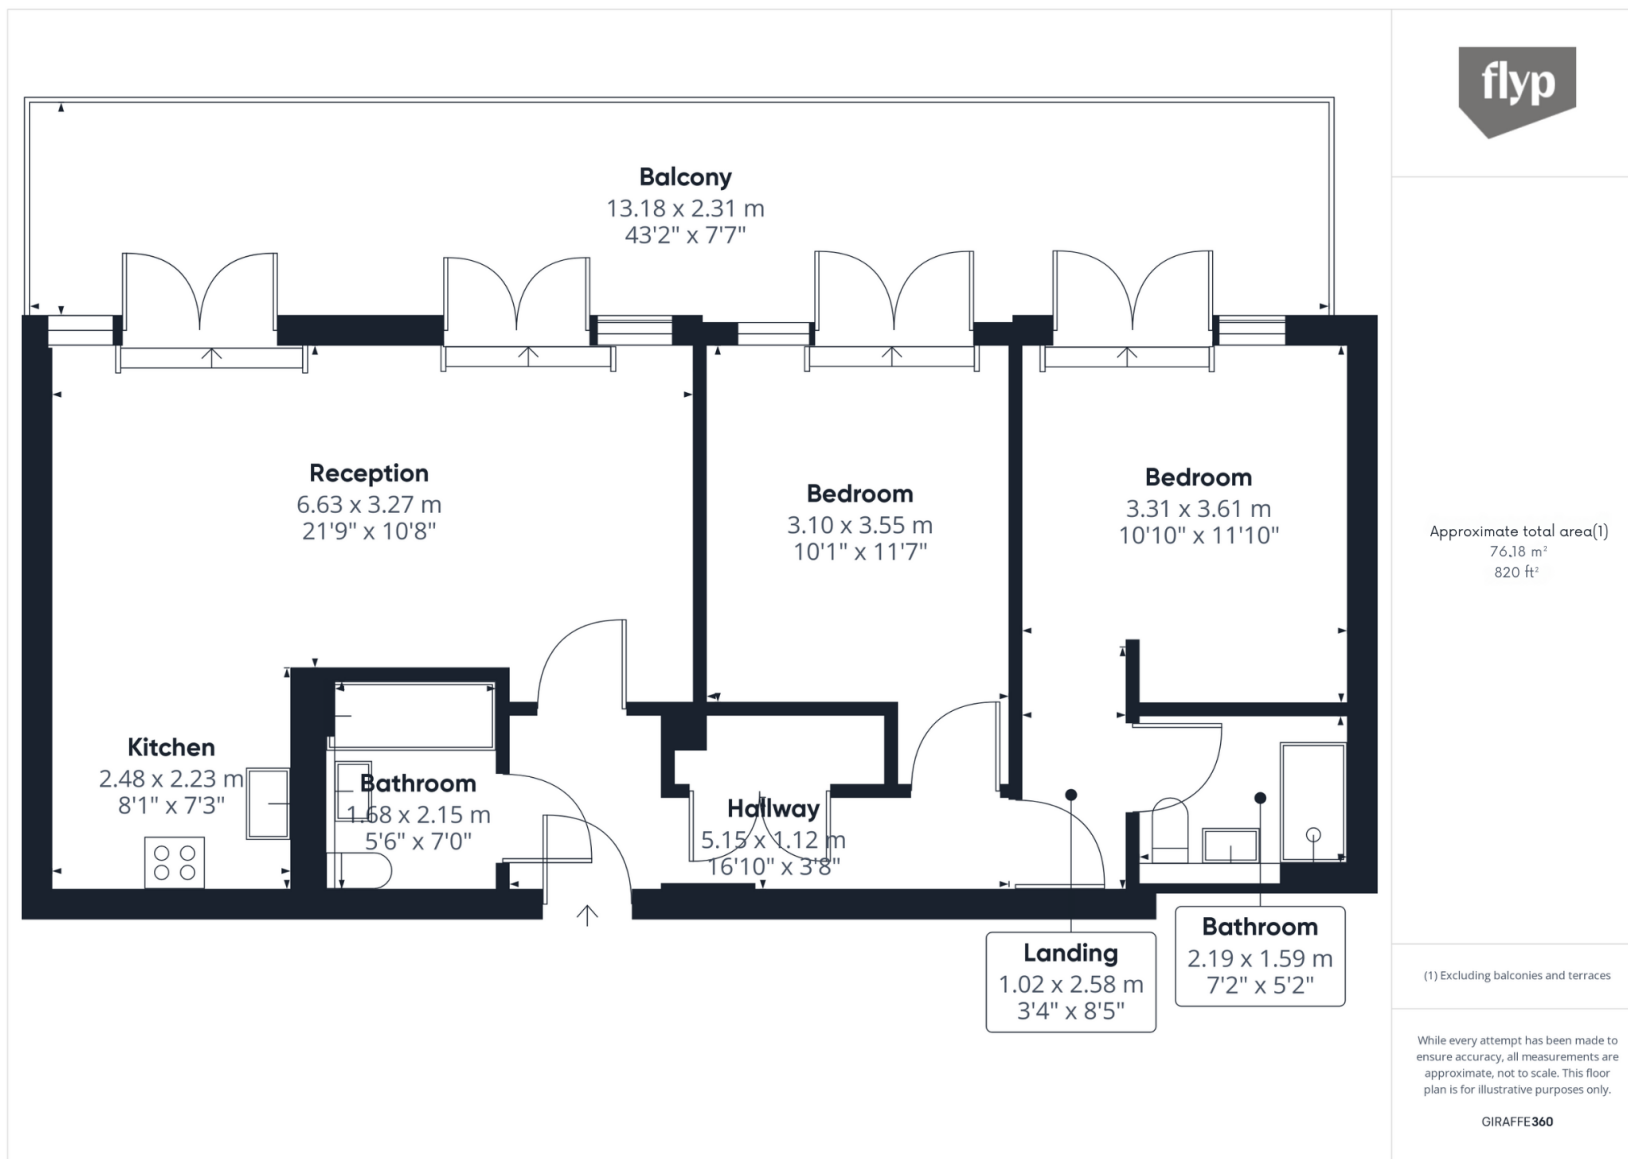 flyp
Balcony
13.18 x 2.31 m
43'2" x 7'7"
Reception
6.63 x 3.27 m
21'9" x 10'8"
Bedroom
3.10 x 3.55 m
10'1" x 11'7"
Bedroom
3.31 x 3.61 m
10'10" x 11'10"
Kitchen
2.48 x 2.23 m
8'1" x 7'3"
Bathroom
1.68 x 2.15 m
5'6" x 7'0"
Hallway
5.15 x 1.12 m
16'10" x 3'8"
Landing
1.02 x 2.58 m
3'4" x 8'5"
Bathroom
2.19 x 1.59 m
7'2" x 5'2"
Approximate total area(1)
76.18 m²
820 ft²
(1) Excluding balconies and terraces
While every attempt has been made to
ensure accuracy, all measurements are
approximate, not to scale. This floor
plan is for illustrative purposes only.
GIRAFFE360